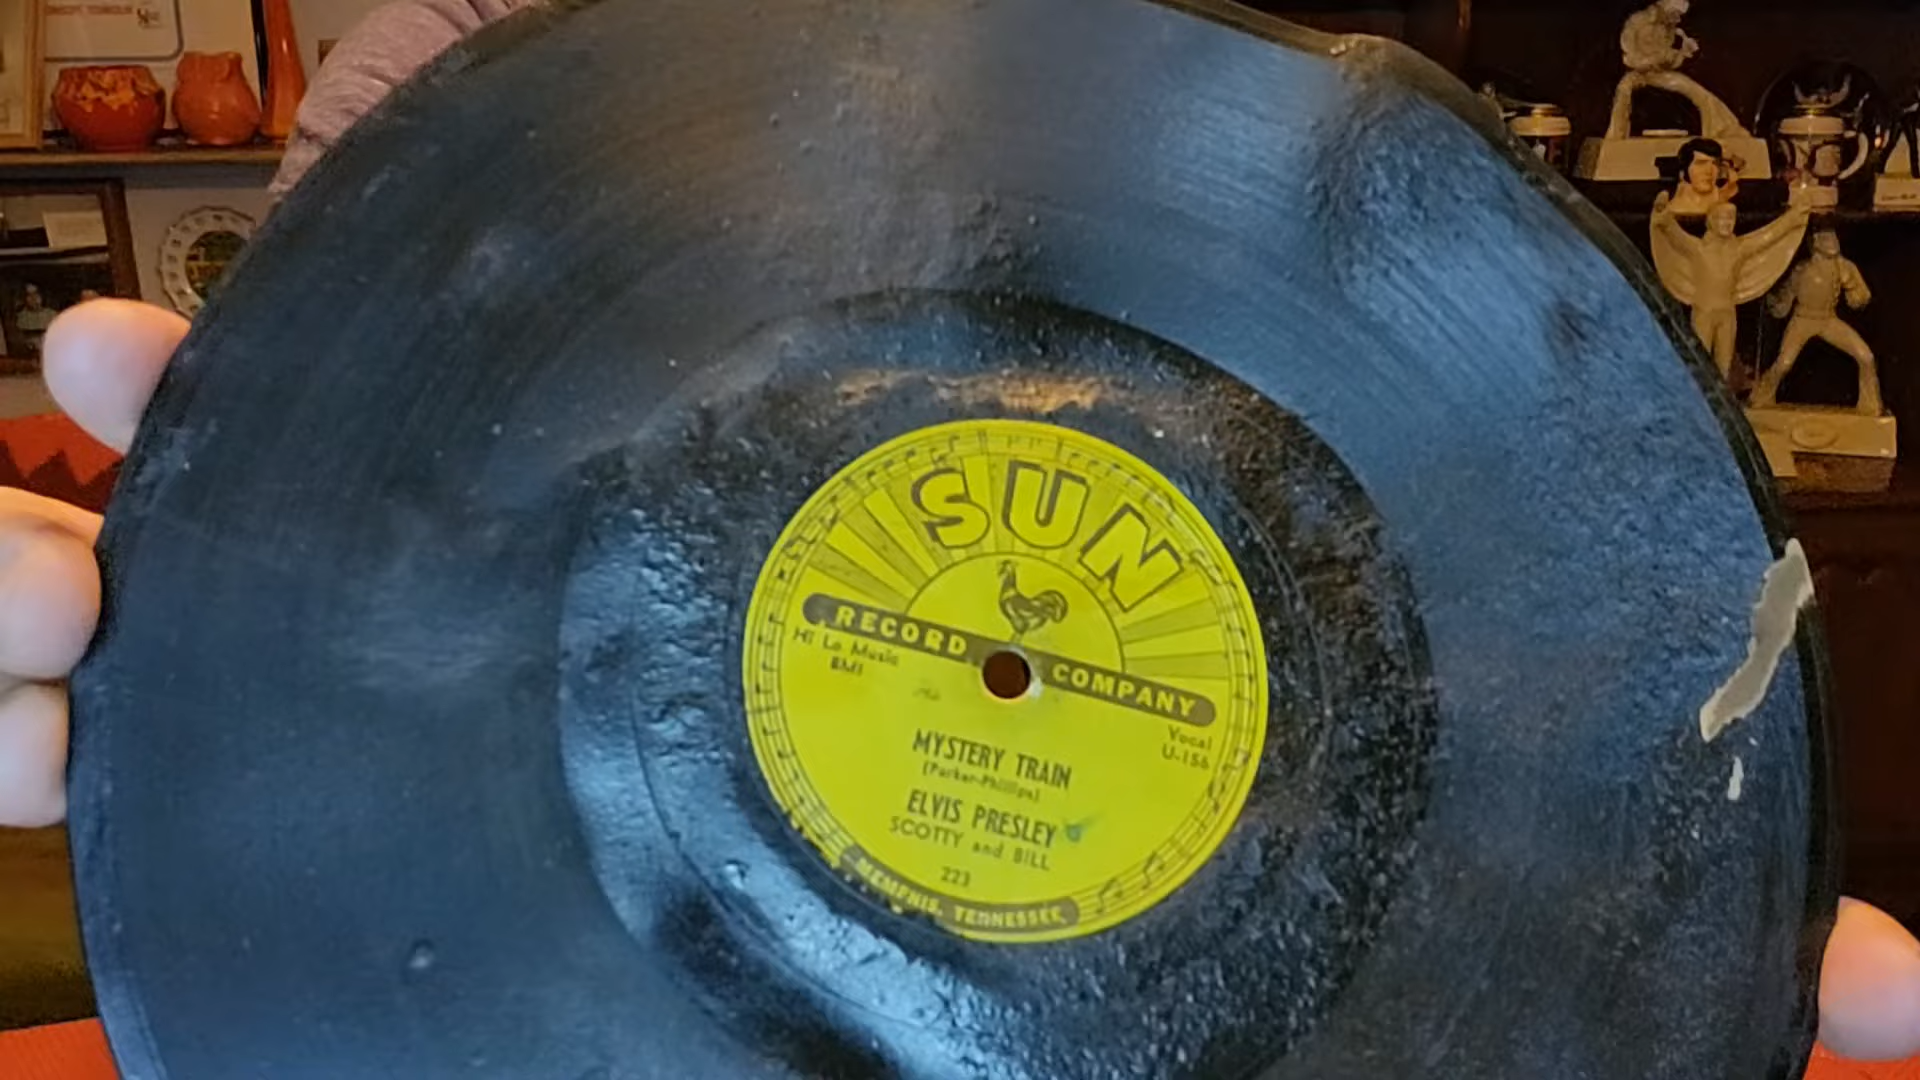 SUN
RECORD COMPANY
Hi Lo Music
BMI
Vocal
U-156
MYSTERY TRAIN
(Parker-Phillips)
ELVIS PRESLEY
SCOTTY and BILL
223
MEMPHIS, TENNESSEE